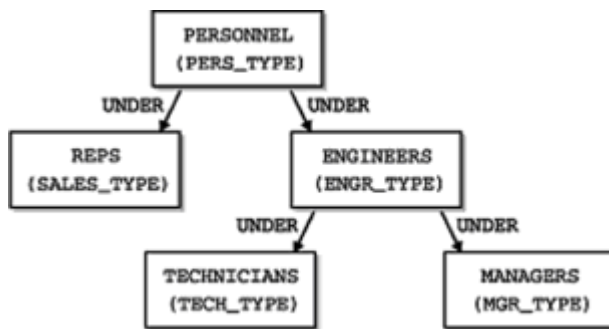 PERSONNEL
(PERS_TYPE)
UNDER
UNDER
REPS
(SALES_TYPE)
ENGINEERS
(ENGR_TYPE)
UNDER
UNDER
TECHNICIANS
(TECH_TYPE)
MANAGERS
(MGR_TYPE)